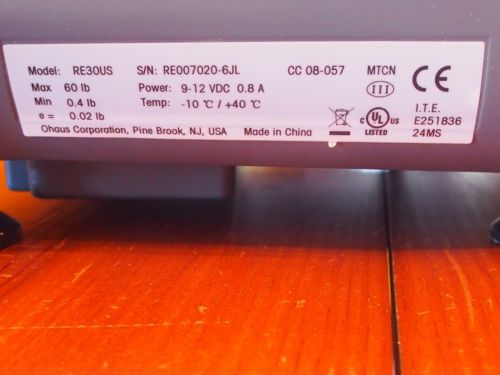 Model: RE30US S/N: RE007020-6JL CC 08-057 MTCN CE
Max 60 lb Power: 9-12 VDC 0.8 A III
Min 0.4 lb Temp: -10 °C / +40 °C I.T.E.
e = 0.02 lb C UL US E251836
Ohaus Corporation, Pine Brook, NJ, USA Made in China LISTED 24MS